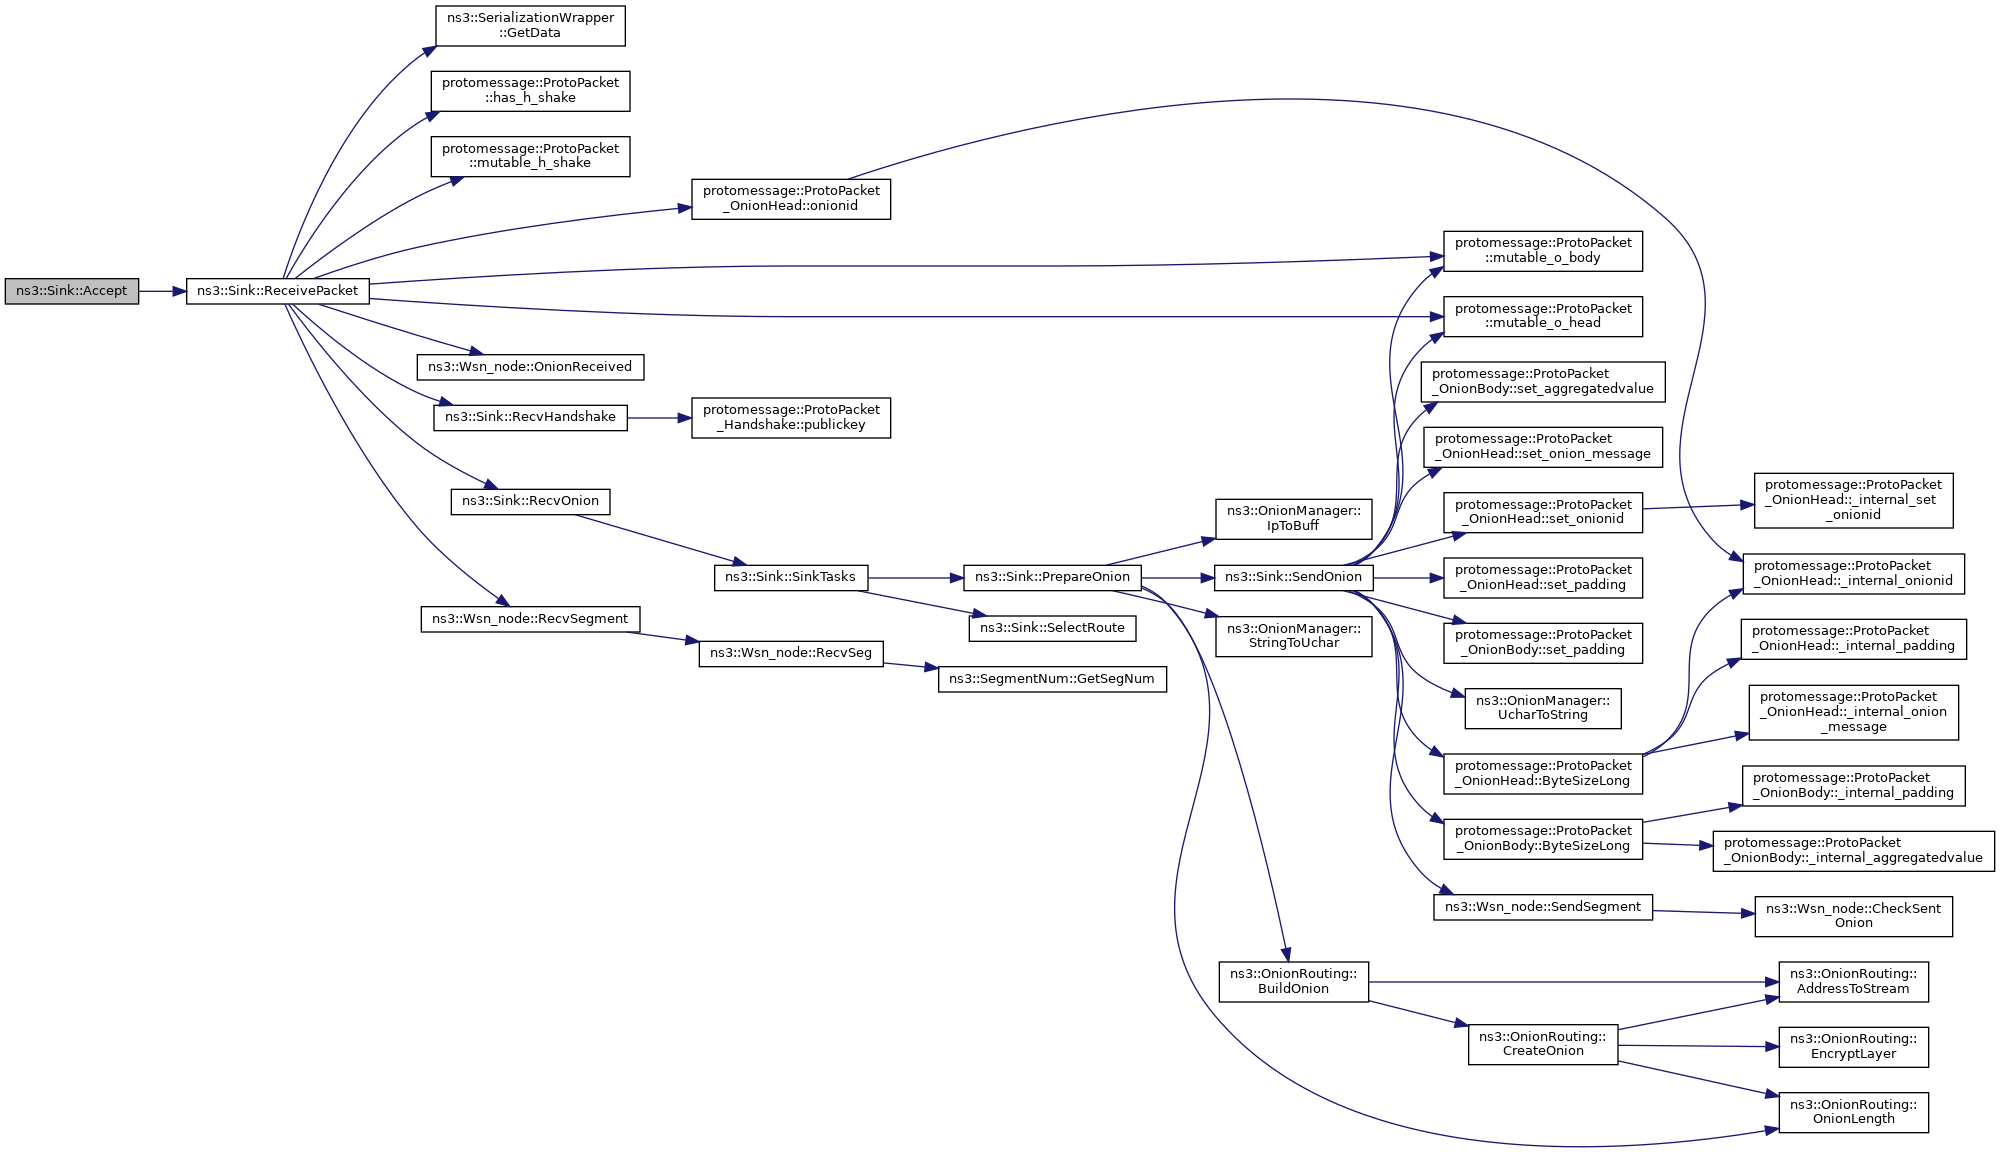 ns3::SerializationWrapper
::GetData
protomessage::ProtoPacket
::has_h_shake
protomessage::ProtoPacket
::mutable_h_shake
protomessage::ProtoPacket
_OnionHead::onionid
protomessage::ProtoPacket
::mutable_o_body
ns3::Sink::Accept
ns3::Sink::ReceivePacket
protomessage::ProtoPacket
::mutable_o_head
ns3::Wsn_node::OnionReceived
protomessage::ProtoPacket
_OnionBody::set_aggregatedvalue
ns3::Sink::RecvHandshake
protomessage::ProtoPacket
_Handshake::publickey
protomessage::ProtoPacket
_OnionHead::set_onion_message
ns3::Sink::RecvOnion
ns3::OnionManager::
IpToBuff
protomessage::ProtoPacket
_OnionHead::set_onionid
protomessage::ProtoPacket
_OnionHead::_internal_set
_onionid
ns3::Sink::SinkTasks
ns3::Sink::PrepareOnion
ns3::Sink::SendOnion
protomessage::ProtoPacket
_OnionHead::set_padding
protomessage::ProtoPacket
_OnionHead::_internal_onionid
ns3::Wsn_node::RecvSegment
ns3::Sink::SelectRoute
ns3::OnionManager::
StringToUchar
protomessage::ProtoPacket
_OnionBody::set_padding
protomessage::ProtoPacket
_OnionHead::_internal_padding
ns3::Wsn_node::RecvSeg
ns3::SegmentNum::GetSegNum
ns3::OnionManager::
UcharToString
protomessage::ProtoPacket
_OnionHead::_internal_onion
_message
protomessage::ProtoPacket
_OnionHead::ByteSizeLong
protomessage::ProtoPacket
_OnionBody::_internal_padding
protomessage::ProtoPacket
_OnionBody::ByteSizeLong
protomessage::ProtoPacket
_OnionBody::_internal_aggregatedvalue
ns3::Wsn_node::SendSegment
ns3::Wsn_node::CheckSent
Onion
ns3::OnionRouting::
BuildOnion
ns3::OnionRouting::
AddressToStream
ns3::OnionRouting::
CreateOnion
ns3::OnionRouting::
EncryptLayer
ns3::OnionRouting::
OnionLength